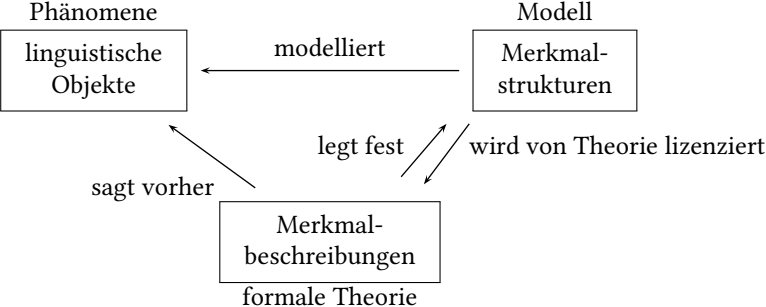 Phänomene
Modell
linguistische
Objekte
modelliert
Merkmal-
strukturen
legt fest
wird von Theorie lizenziert
sagt vorher
Merkmal-
beschreibungen
formale Theorie